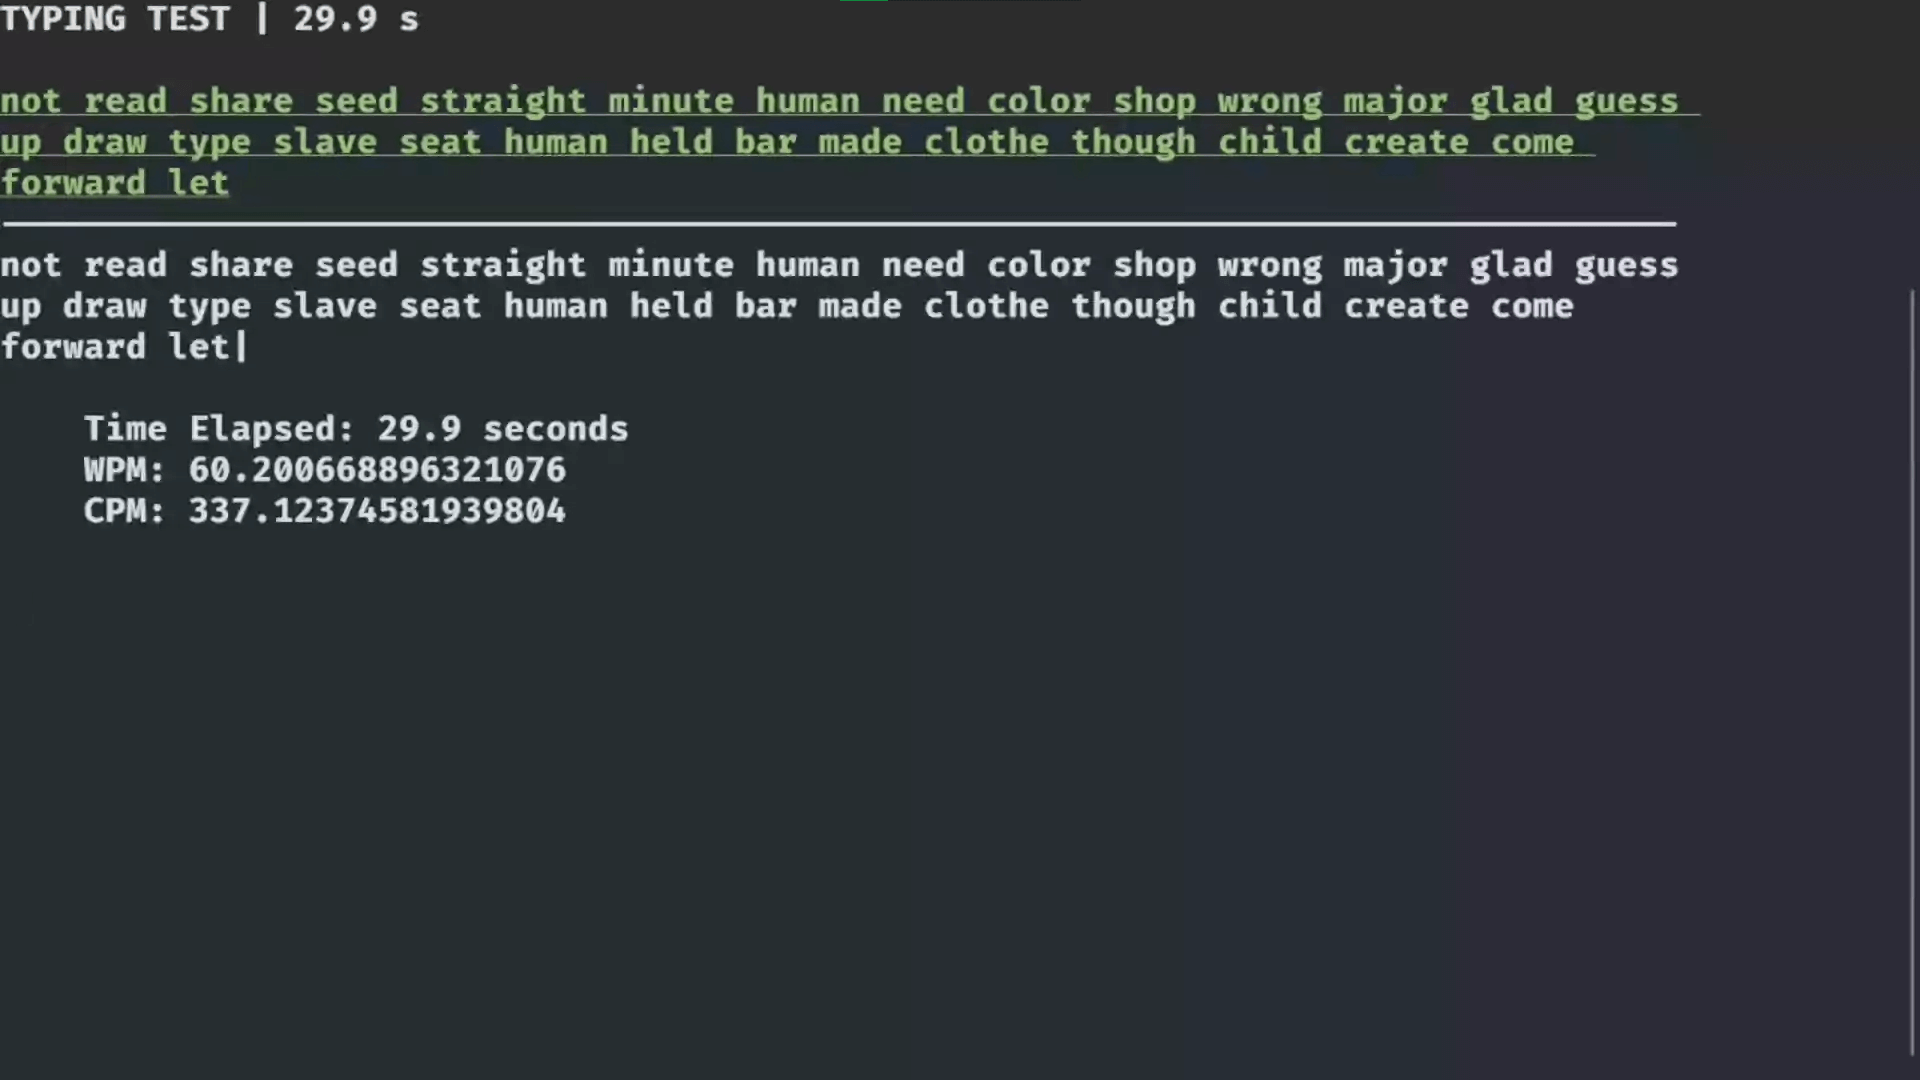 TYPING TEST | 29.9 s
not read share seed straight minute human need color shop wrong major glad guess
up draw type slave seat human held bar made clothe though child create come
forward let
not read share seed straight minute human need color shop wrong major glad guess
up draw type slave seat human held bar made clothe though child create come
forward let|
Time Elapsed: 29.9 seconds
WPM: 60.200668896321076
CPM: 337.12374581939804